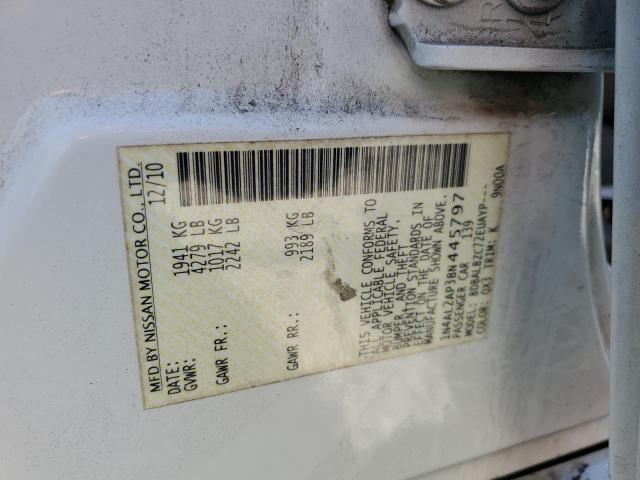 MFD BY NISSAN MOTOR CO., LTD.
DATE: 12/10
GVWR: 1941 KG
4279 LB
GAWR FR.: 1017 KG
2242 LB
GAWR RR.: 993 KG
2189 LB
THIS VEHICLE CONFORMS TO
ALL APPLICABLE FEDERAL
MOTOR VEHICLE SAFETY,
BUMPER, AND THEFT
PREVENTION STANDARDS IN
EFFECT ON THE DATE OF
MANUFACTURE SHOWN ABOVE.
1N4AL2AP3BN445797
PASSENGER CAR 139
MODEL: BDBALBZC72EUAYP---
COLOR: QX3 TRIM: K 9N00A